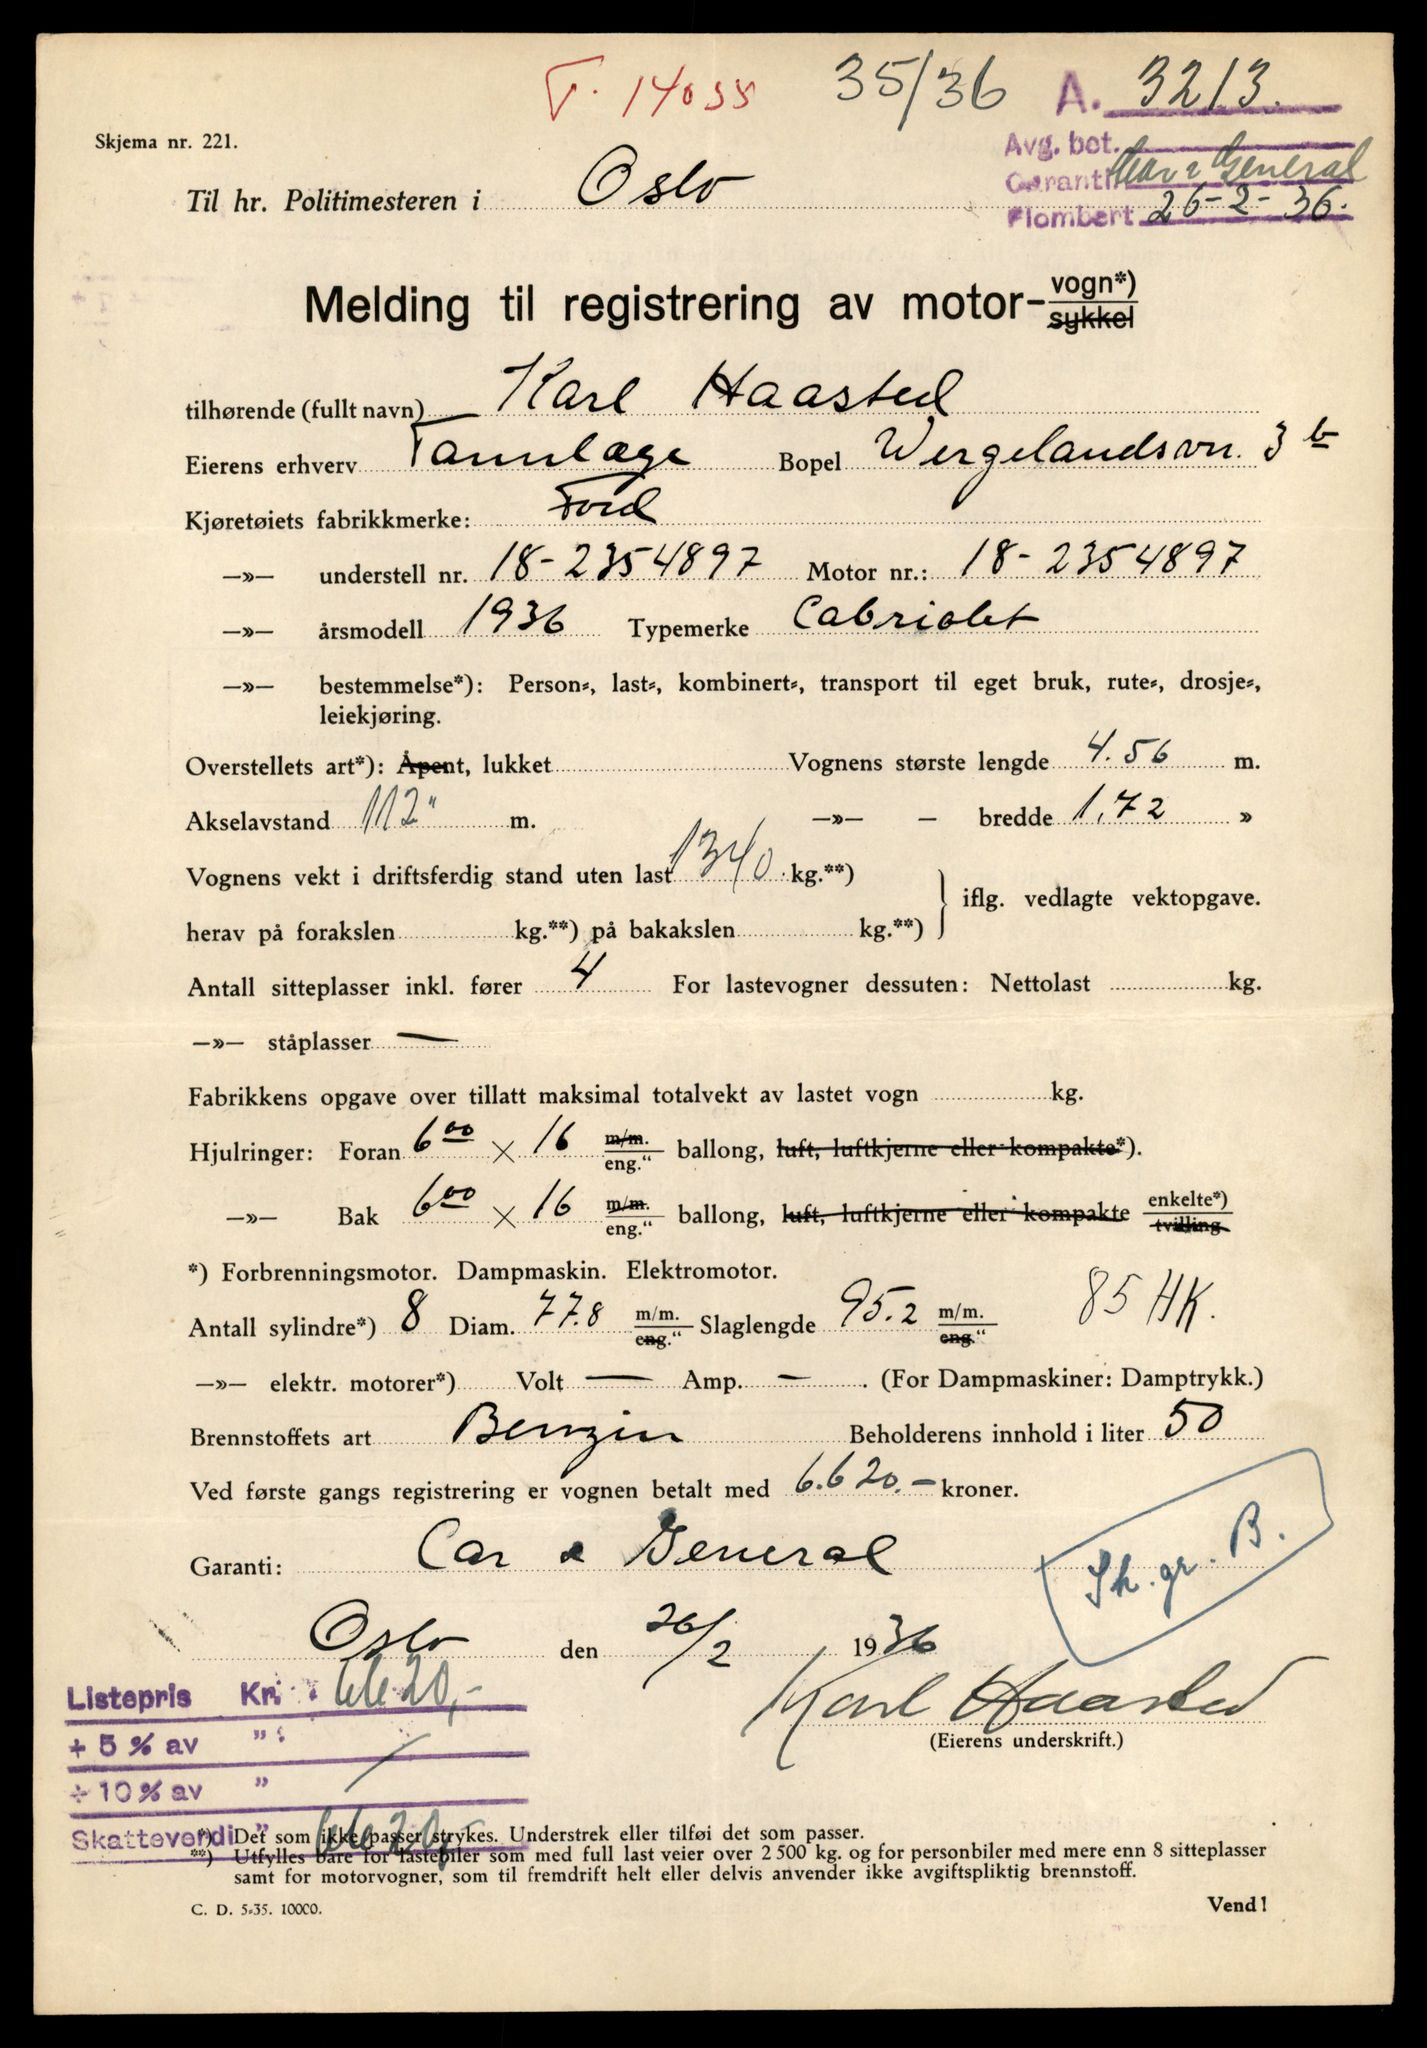 T. 14055 35/36 A. 3213.
Skjema nr. 221.
Avg. bet.
Garanti Car & General
Plombert 26-2-36.
Til hr. Politimesteren i Oslo
Melding til registrering av motor- vogn*) sykkel
tilhørende (fullt navn) Karl Haasted
Eierens erhverv Tannlæge Bopel Wergelandsvn. 3 b
Kjøretøiets fabrikkmerke: Ford
—»— understell nr. 18-2354897 Motor nr.: 18-2354897
—»— årsmodell 1936 Typemerke Cabriolet
—»— bestemmelse*): Person-, last-, kombinert-, transport til eget bruk, rute-, drosje-,
leiekjøring.
Overstellets art*): Åpent, lukket Vognens største lengde 4.56 m.
Akselavstand 112" m. —»— — bredde 1,72 »
Vognens vekt i driftsferdig stand uten last 1340 kg.**)
iflg. vedlagte vektopgave.
herav på forakslen kg.**) på bakakslen kg.**)
Antall sitteplasser inkl. fører 4 For lastevogner dessuten: Nettolast kg.
—»— ståplasser —
Fabrikkens opgave over tillatt maksimal totalvekt av lastet vogn kg.
Hjulringer: Foran 6⁰⁰ × 16 m/m. eng." ballong, luft, luftkjerne eller kompakte*).
—»— Bak 6⁰⁰ × 16 m/m. eng." ballong, luft, luftkjerne eller kompakte enkelte*) tvilling
*) Forbrenningsmotor. Dampmaskin. Elektromotor.
Antall sylindre*) 8 Diam. 77.8 m/m. eng." Slaglengde 95.2 m/m. eng." 85 HK.
—»— elektr. motorer*) Volt — Amp. — . (For Dampmaskiner: Damptrykk.)
Brennstoffets art Benzin Beholderens innhold i liter 50
Ved første gangs registrering er vognen betalt med 6.620.- kroner.
Garanti: Car & General
Sk. gr. B.
Oslo den 26/2 1936
Karl Haasted
(Eierens underskrift.)
Listepris Kr. 6620,-
+ 5 % av "
÷ 10 % av "
Skatteverdi " 6620,-
*) Det som ikke passer strykes. Understrek eller tilføi det som passer.
**) Utfylles bare for lastebiler som med full last veier over 2 500 kg. og for personbiler med mere enn 8 sitteplasser
samt for motorvogner, som til fremdrift helt eller delvis anvender ikke avgiftspliktig brennstoff.
C. D. 5-35. 10000. Vend!